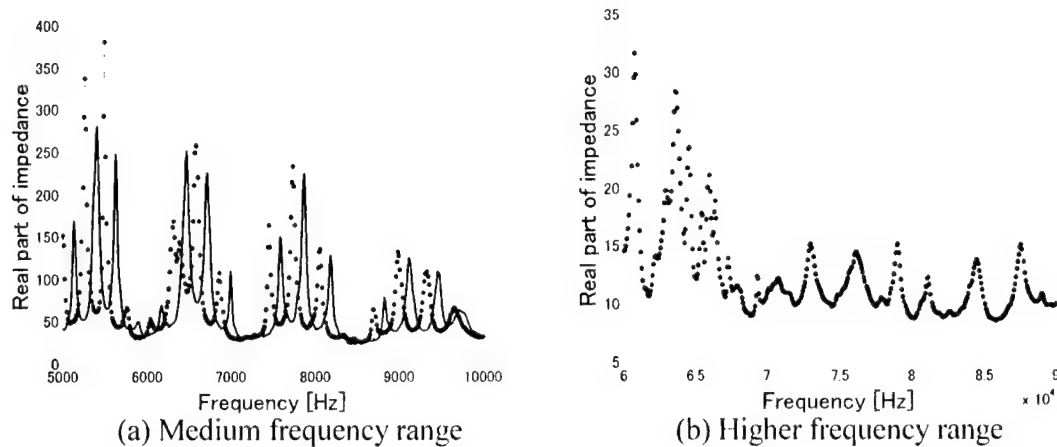 400
350
300
250
200
150
100
50
0
Real part of impedance
5000 6000 7000 8000 9000 10000
Frequency [Hz]
(a) Medium frequency range
35
30
25
20
15
10
5
Real part of impedance
6 6.5 7 7.5 8 8.5 9
× 10⁴
Frequency [Hz]
(b) Higher frequency range